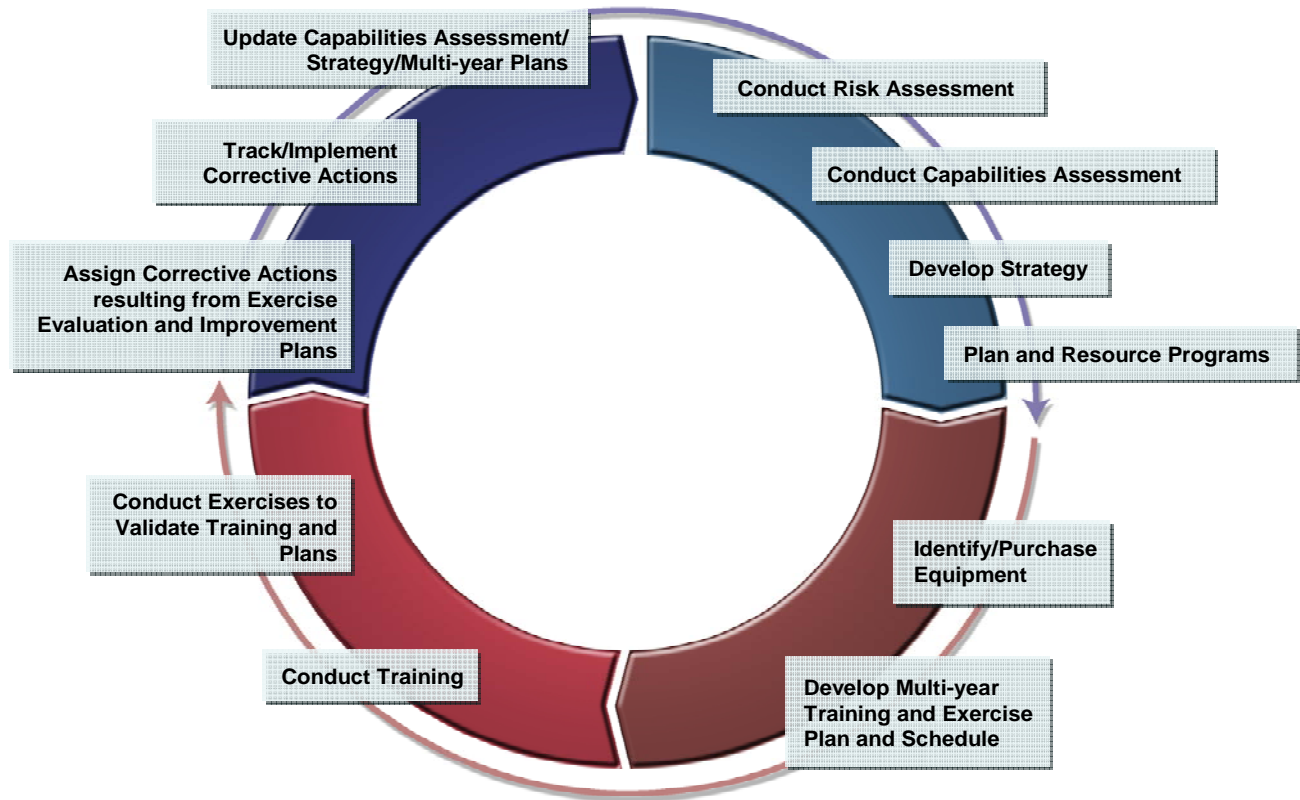 Update Capabilities Assessment/
Strategy/Multi-year Plans
Conduct Risk Assessment
Track/Implement
Corrective Actions
Conduct Capabilities Assessment
Assign Corrective Actions
resulting from Exercise
Evaluation and Improvement
Plans
Develop Strategy
Plan and Resource Programs
Conduct Exercises to
Validate Training and
Plans
Identify/Purchase
Equipment
Conduct Training
Develop Multi-year
Training and Exercise
Plan and Schedule